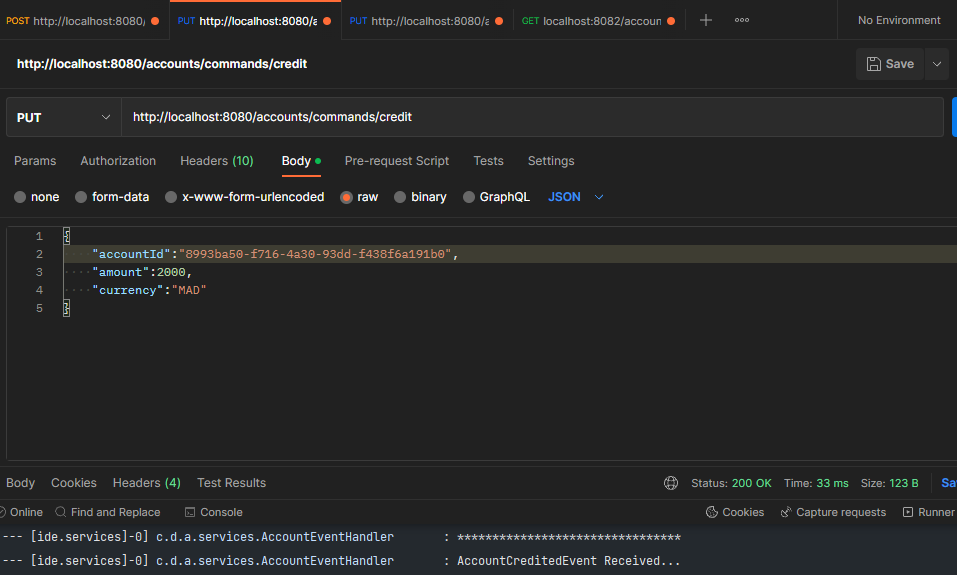 POST http://localhost:8080/ PUT http://localhost:8080/a PUT http://localhost:8080/a GET localhost:8082/accoun No Environment
http://localhost:8080/accounts/commands/credit Save
PUT http://localhost:8080/accounts/commands/credit
Params Authorization Headers (10) Body Pre-request Script Tests Settings
none form-data x-www-form-urlencoded raw binary GraphQL JSON
1 {
2 "accountId":"8993ba50-f716-4a30-93dd-f438f6a191b0",
3 "amount":2000,
4 "currency":"MAD"
5 }
Body Cookies Headers (4) Test Results Status: 200 OK Time: 33 ms Size: 123 B Sa
Online Find and Replace Console Cookies Capture requests Runner
--- [ide.services]-0] c.d.a.services.AccountEventHandler : ********************************
--- [ide.services]-0] c.d.a.services.AccountEventHandler : AccountCreditedEvent Received...